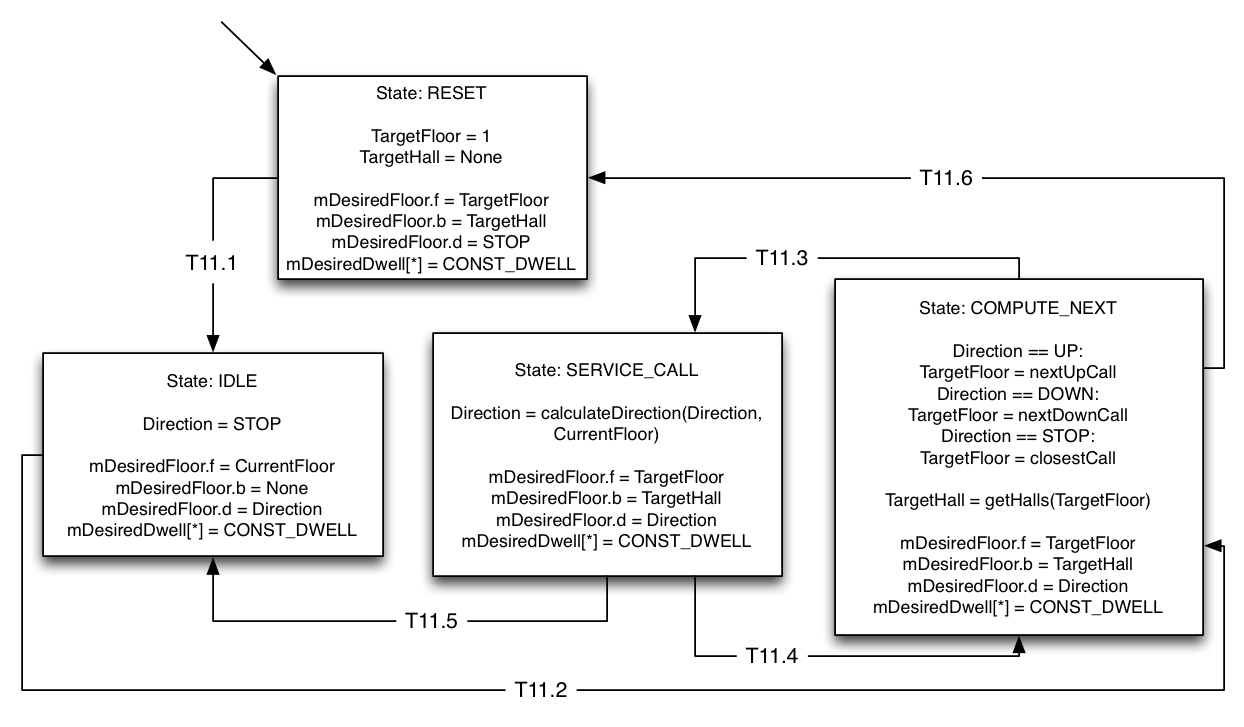 State: RESET
TargetFloor = 1
TargetHall = None
mDesiredFloor.f = TargetFloor
mDesiredFloor.b = TargetHall
mDesiredFloor.d = STOP
mDesiredDwell[*] = CONST_DWELL
T11.6
T11.1
T11.3
State: IDLE
Direction = STOP
mDesiredFloor.f = CurrentFloor
mDesiredFloor.b = None
mDesiredFloor.d = Direction
mDesiredDwell[*] = CONST_DWELL
State: SERVICE_CALL
Direction = calculateDirection(Direction,
CurrentFloor)
mDesiredFloor.f = TargetFloor
mDesiredFloor.b = TargetHall
mDesiredFloor.d = Direction
mDesiredDwell[*] = CONST_DWELL
State: COMPUTE_NEXT
Direction == UP:
TargetFloor = nextUpCall
Direction == DOWN:
TargetFloor = nextDownCall
Direction == STOP:
TargetFloor = closestCall
TargetHall = getHalls(TargetFloor)
mDesiredFloor.f = TargetFloor
mDesiredFloor.b = TargetHall
mDesiredFloor.d = Direction
mDesiredDwell[*] = CONST_DWELL
T11.5
T11.4
T11.2